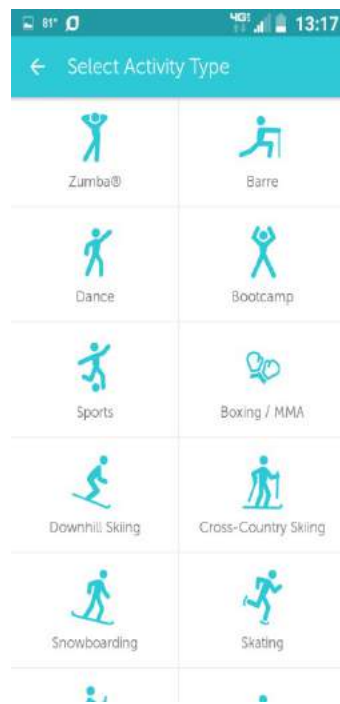 81° 4G 13:17
Select Activity Type
Zumba® Barre
Dance Bootcamp
Sports Boxing / MMA
Downhill Skiing Cross-Country Skiing
Snowboarding Skating